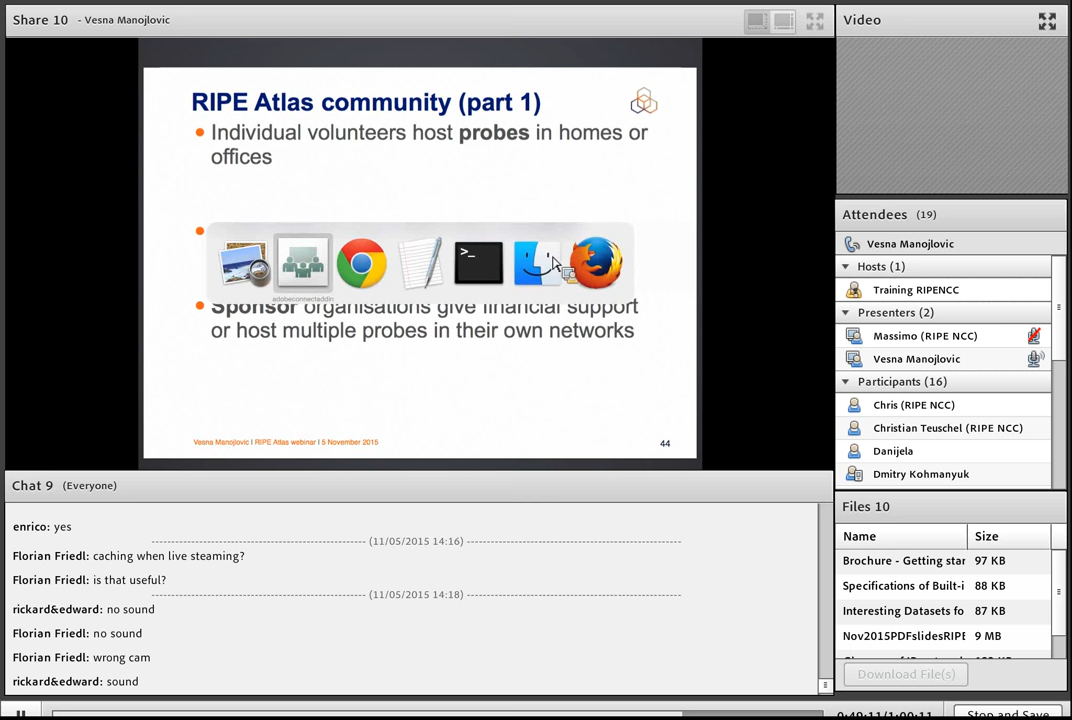 Share 10 - Vesna Manojlovic
RIPE Atlas community (part 1)
Individual volunteers host probes in homes or
offices
>_
adobeconnectaddin
Sponsor organisations give financial support
or host multiple probes in their own networks
Vesna Manojlovic | RIPE Atlas webinar | 5 November 2015
44
Chat 9 (Everyone)
enrico: yes
(11/05/2015 14:16)
Florian Friedl: caching when live steaming?
Florian Friedl: is that useful?
(11/05/2015 14:18)
rickard&edward: no sound
Florian Friedl: no sound
Florian Friedl: wrong cam
rickard&edward: sound
Video
Attendees (19)
Vesna Manojlovic
Hosts (1)
Training RIPENCC
Presenters (2)
Massimo (RIPE NCC)
Vesna Manojlovic
Participants (16)
Chris (RIPE NCC)
Christian Teuschel (RIPE NCC)
Danijela
Dmitry Kohmanyuk
Files 10
Name Size
Brochure - Getting star 97 KB
Specifications of Built-i 88 KB
Interesting Datasets fo 87 KB
Nov2015PDFslidesRIPE 9 MB
Download File(s)
0:49:11/1:00:11
Stop and Save